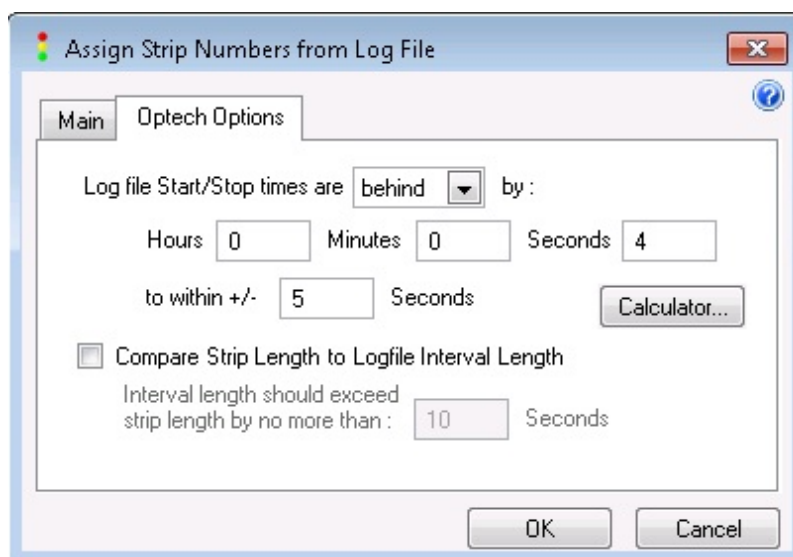 Assign Strip Numbers from Log File
Main
Optech Options
Log file Start/Stop times are behind by :
Hours 0 Minutes 0 Seconds 4
to within +/- 5 Seconds
Calculator...
Compare Strip Length to Logfile Interval Length
Interval length should exceed
strip length by no more than : 10 Seconds
OK
Cancel